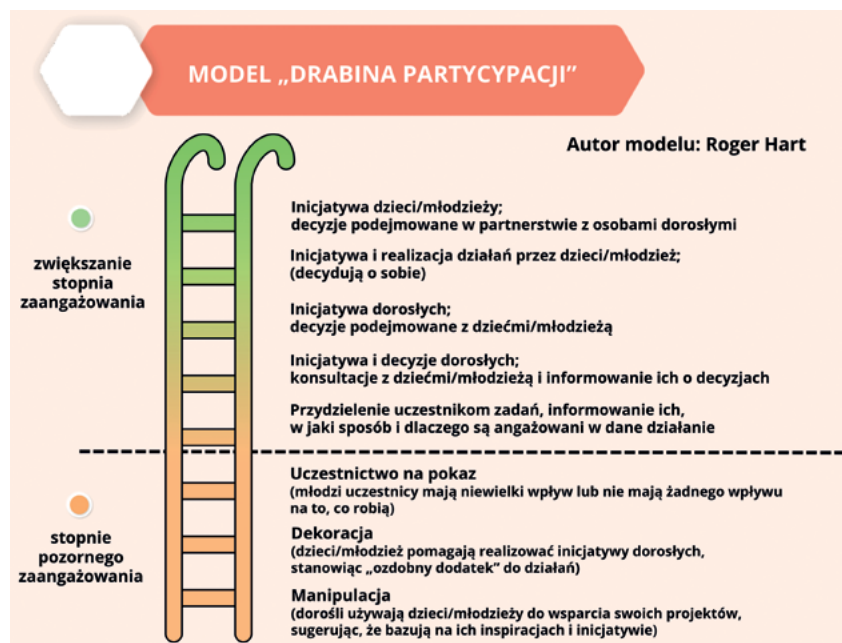 MODEL „DRABINA PARTYCYPACJI”
Autor modelu: Roger Hart
zwiększanie
stopnia
zaangażowania
Inicjatywa dzieci/młodzieży;
decyzje podejmowane w partnerstwie z osobami dorosłymi
Inicjatywa i realizacja działań przez dzieci/młodzież;
(decydują o sobie)
Inicjatywa dorosłych;
decyzje podejmowane z dziećmi/młodzieżą
Inicjatywa i decyzje dorosłych;
konsultacje z dziećmi/młodzieżą i informowanie ich o decyzjach
Przydzielenie uczestnikom zadań, informowanie ich,
w jaki sposób i dlaczego są angażowani w dane działanie
stopnie
pozornego
zaangażowania
Uczestnictwo na pokaz
(młodzi uczestnicy mają niewielki wpływ lub nie mają żadnego wpływu
na to, co robią)
Dekoracja
(dzieci/młodzież pomagają realizować inicjatywy dorosłych,
stanowiąc „ozdobny dodatek” do działań)
Manipulacja
(dorośli używają dzieci/młodzieży do wsparcia swoich projektów,
sugerując, że bazują na ich inspiracjach i inicjatywie)